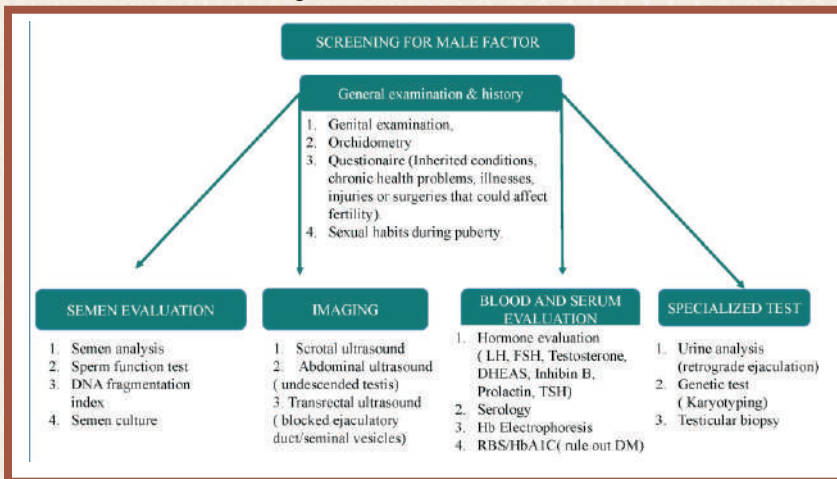 SCREENING FOR MALE FACTOR
General examination & history
1. Genital examination,
2. Orchidometry
3. Questionaire (Inherited conditions,
chronic health problems, illnesses,
injuries or surgeries that could affect
fertility).
4. Sexual habits during puberty.
SEMEN EVALUATION
1. Semen analysis
2. Sperm function test
3. DNA fragmentation
index
4. Semen culture
IMAGING
1. Scrotal ultrasound
2. Abdominal ultrasound
( undescended testis)
3. Transrectal ultrasound
( blocked ejaculatory
duct/seminal vesicles)
BLOOD AND SERUM
EVALUATION
1. Hormone evaluation
( LH, FSH, Testosterone,
DHEAS, Inhibin B,
Prolactin, TSH)
2. Serology
3. Hb Electrophoresis
4. RBS/HbA1C( rule out DM)
SPECIALIZED TEST
1. Urine analysis
(retrograde ejaculation)
2. Genetic test
( Karyotyping)
3. Testicular biopsy